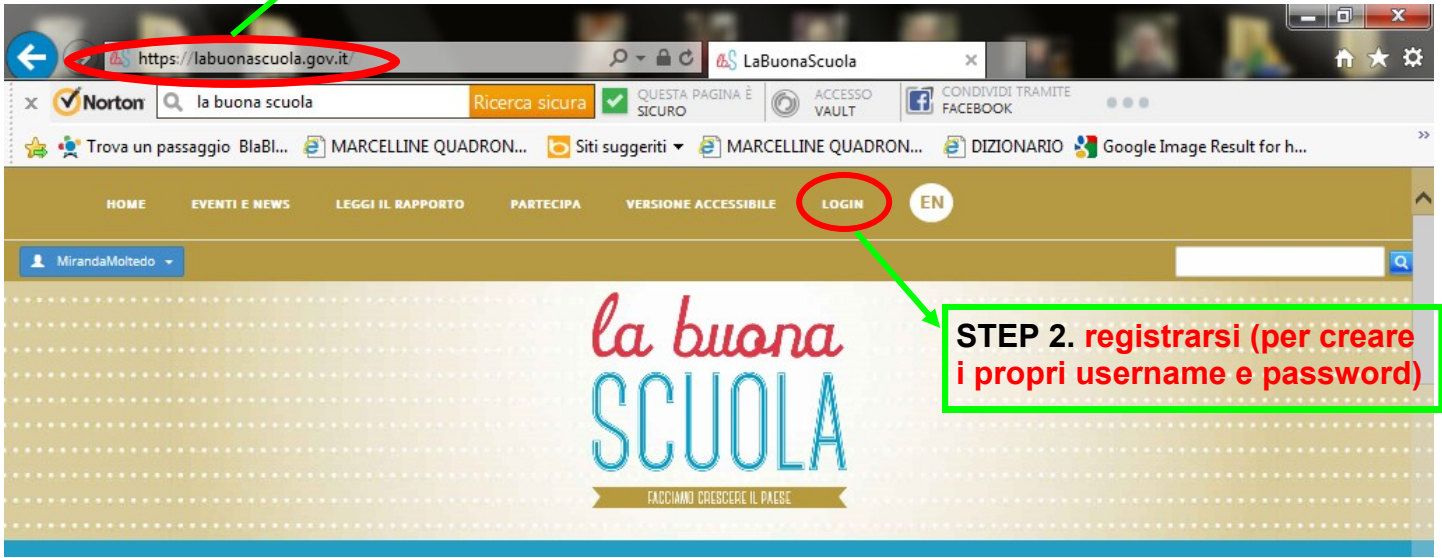 https://labuonascuola.gov.it/
LaBuonaScuola
Norton
la buona scuola
Ricerca sicura
QUESTA PAGINA È
SICURO
ACCESSO
VAULT
CONDIVIDI TRAMITE
FACEBOOK
Trova un passaggio BlaBl...
MARCELLINE QUADRON...
Siti suggeriti
MARCELLINE QUADRON...
DIZIONARIO
Google Image Result for h...
HOME
EVENTI E NEWS
LEGGI IL RAPPORTO
PARTECIPA
VERSIONE ACCESSIBILE
LOGIN
EN
MirandaMoltedo
la buona
SCUOLA
FACCIAMO CRESCERE IL PAESE
STEP 2. registrarsi (per creare
i propri username e password)